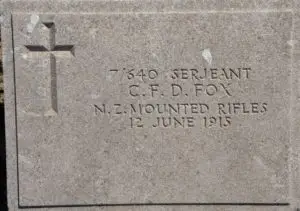 7/640 SERJEANT
C. F. D. FOX
N.Z. MOUNTED RIFLES
12 JUNE 1915